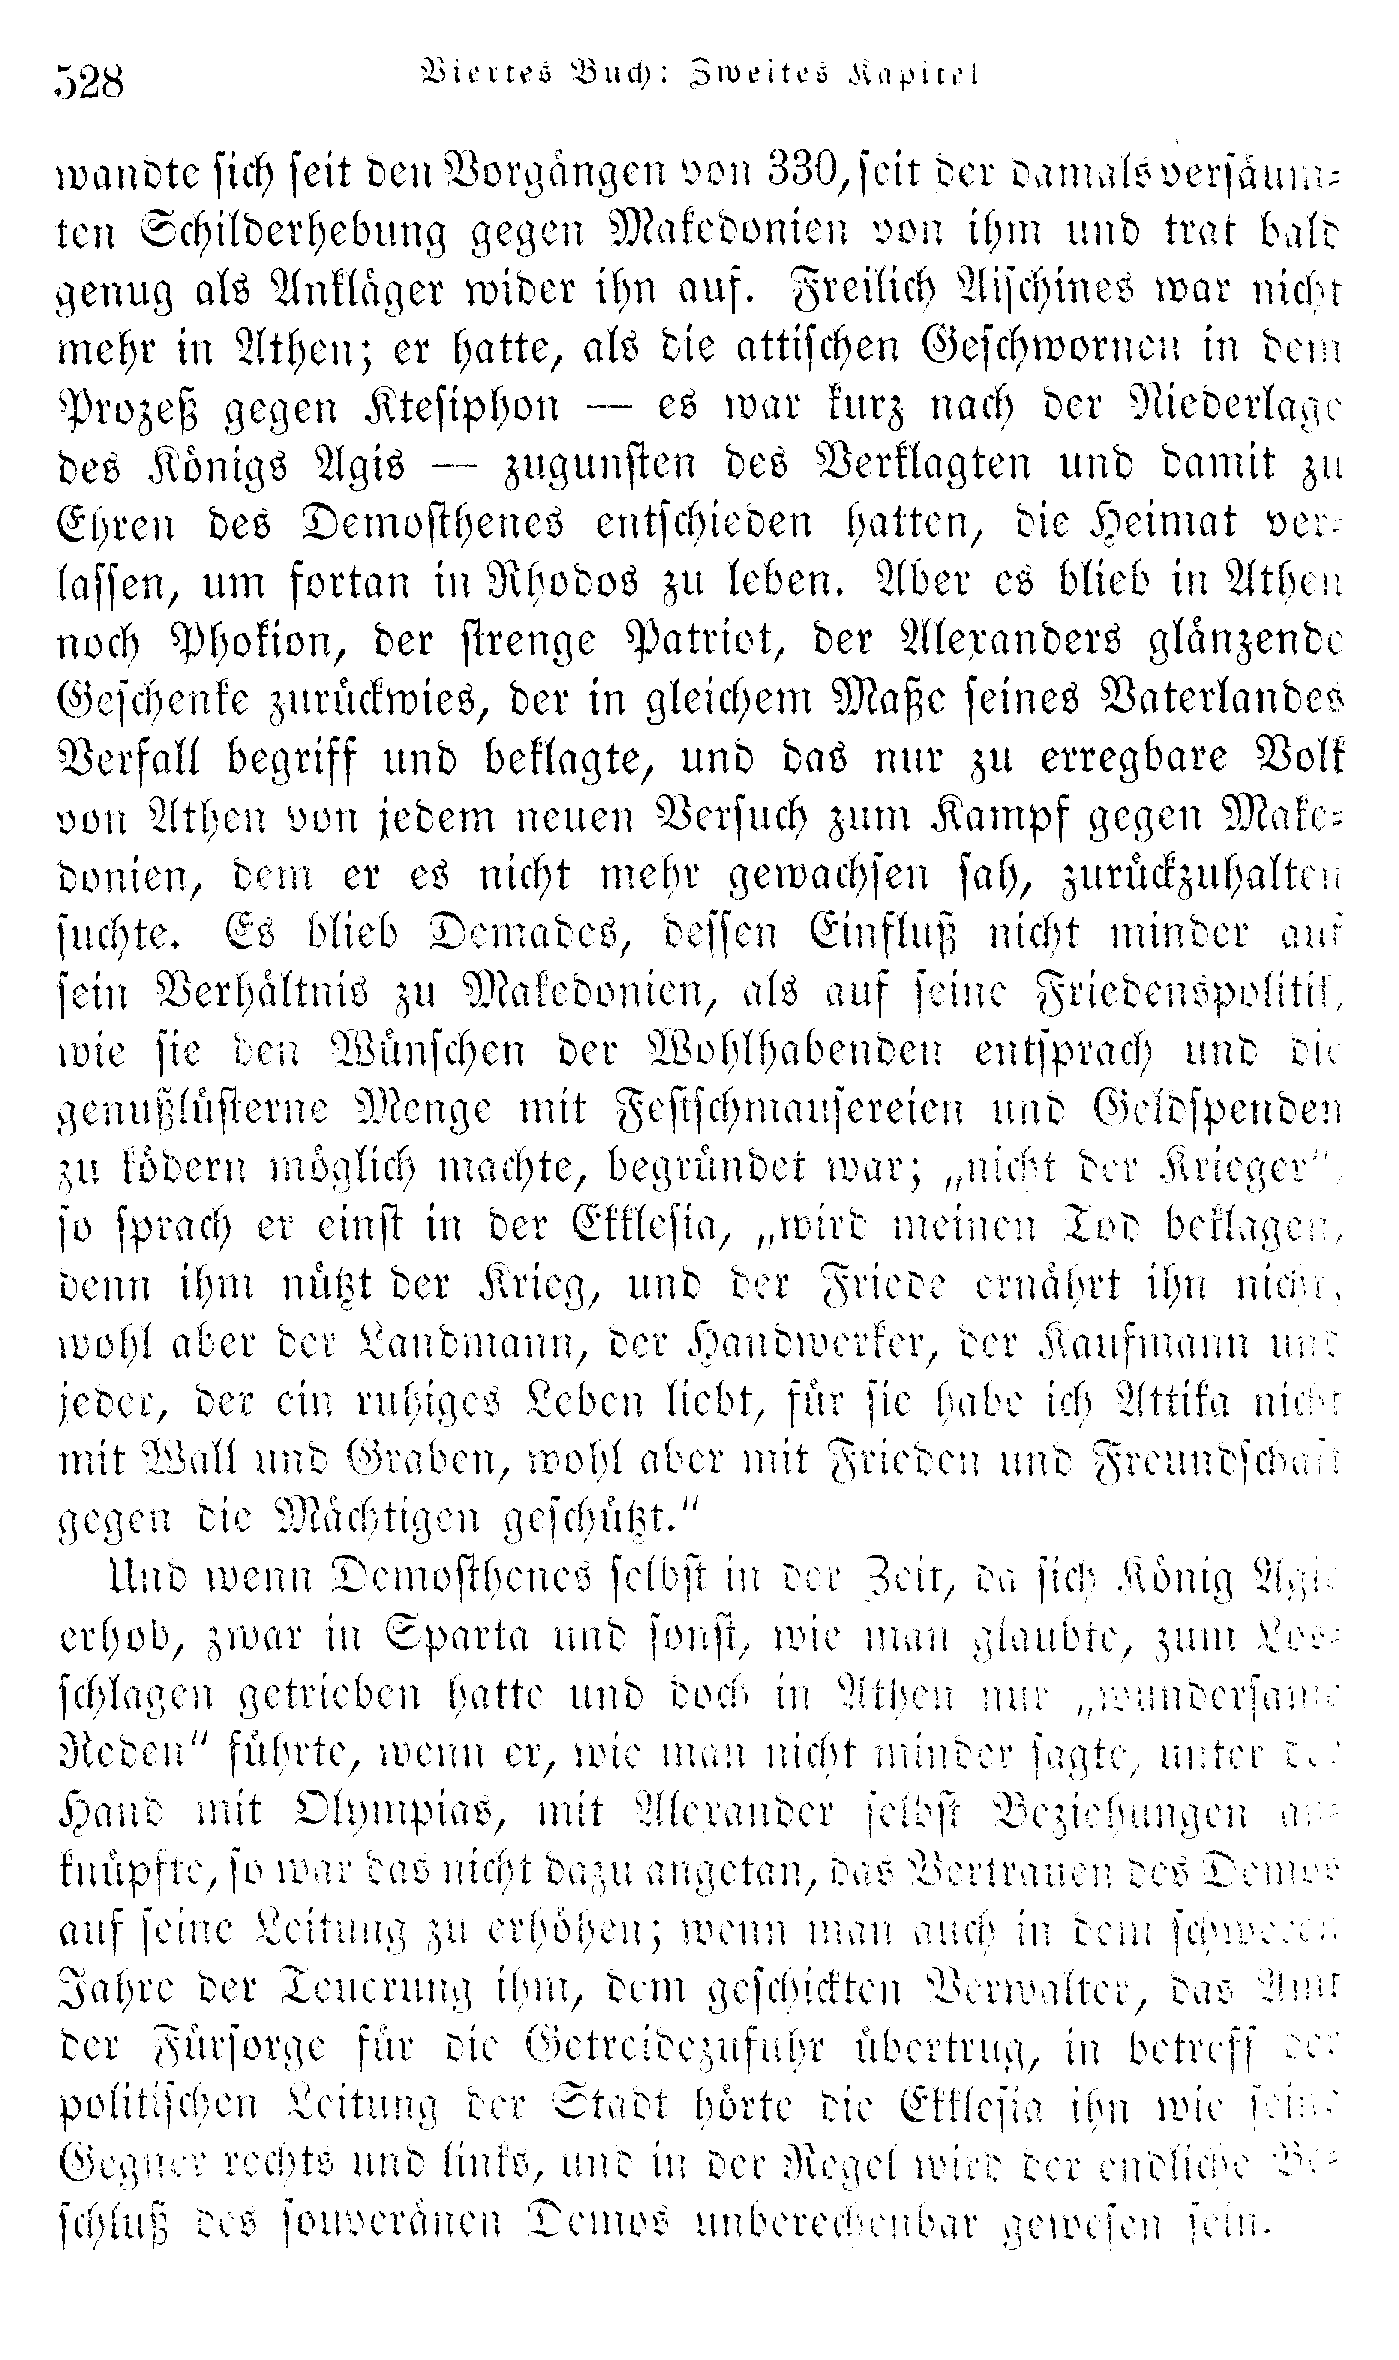 528 Viertes Buch: Zweites Kapitel
wandte sich seit den Vorgängen von 330, seit der damals versäum-
ten Schilderhebung gegen Makedonien von ihm und trat bald
genug als Ankläger wider ihn auf. Freilich Aischines war nicht
mehr in Athen; er hatte, als die attischen Geschwornen in dem
Prozeß gegen Ktesiphon — es war kurz nach der Niederlage
des Königs Agis — zugunsten des Verklagten und damit zu
Ehren des Demosthenes entschieden hatten, die Heimat ver-
lassen, um fortan in Rhodos zu leben. Aber es blieb in Athen
noch Phokion, der strenge Patriot, der Alexanders glänzende
Geschenke zurückwies, der in gleichem Maße seines Vaterlandes
Verfall begriff und beklagte, und das nur zu erregbare Volk
von Athen von jedem neuen Versuch zum Kampf gegen Make-
donien, dem er es nicht mehr gewachsen sah, zurückzuhalten
suchte. Es blieb Demades, dessen Einfluß nicht minder auf
sein Verhältnis zu Makedonien, als auf seine Friedenspolitik,
wie sie den Wünschen der Wohlhabenden entsprach und die
genußlüsterne Menge mit Festschmausereien und Geldspenden
zu ködern möglich machte, begründet war; „nicht der Krieger“,
so sprach er einst in der Ekklesia, „wird meinen Tod beklagen,
denn ihm nützt der Krieg, und der Friede ernährt ihn nicht,
wohl aber der Landmann, der Handwerker, der Kaufmann und
jeder, der ein ruhiges Leben liebt, für sie habe ich Attika nicht
mit Wall und Graben, wohl aber mit Frieden und Freundschaft
gegen die Mächtigen geschützt.“
Und wenn Demosthenes selbst in der Zeit, da sich König Agis
erhob, zwar in Sparta und sonst, wie man glaubte, zum Los-
schlagen getrieben hatte und doch in Athen nur „wundersame
Reden“ führte, wenn er, wie man nicht minder sagte, unter der
Hand mit Olympias, mit Alexander selbst Beziehungen an-
knüpfte, so war das nicht dazu angetan, das Vertrauen des Demos
auf seine Leitung zu erhöhen; wenn man auch in dem schweren
Jahre der Teuerung ihm, dem geschickten Verwalter, das Amt
der Fürsorge für die Getreidezufuhr übertrug, in betreff der
politischen Leitung der Stadt hörte die Ekklesia ihn wie seine
Gegner rechts und links, und in der Regel wird der endliche Be-
schluß des souveränen Demos unberechenbar gewesen sein.